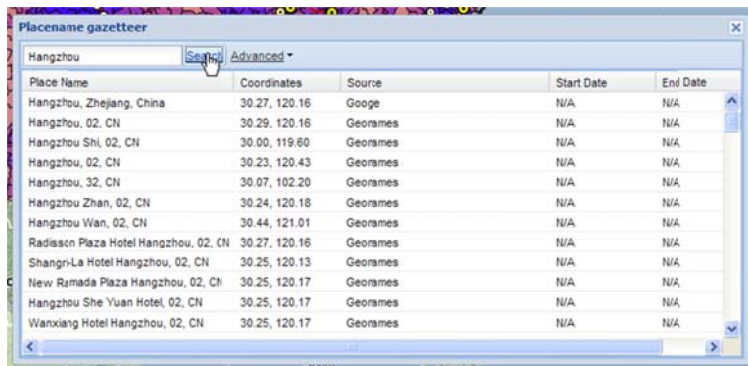 Placename gazetteer
Hangzhou Search Advanced
Place Name Coordinates Source Start Date End Date
Hangzhou, Zhejiang, China 30.27, 120.16 Googe N/A N/A
Hangzhou, 02, CN 30.29, 120.16 Geonames N/A N/A
Hangzhou Shi, 02, CN 30.00, 119.60 Geonames N/A N/A
Hangzhou, 02, CN 30.23, 120.43 Geonames N/A N/A
Hangzhou, 32, CN 30.07, 102.20 Geonames N/A N/A
Hangzhou Zhan, 02, CN 30.24, 120.18 Geonames N/A N/A
Hangzhou Wan, 02, CN 30.44, 121.01 Geonames N/A N/A
Radisson Plaza Hotel Hangzhou, 02, CN 30.27, 120.16 Geonames N/A N/A
Shangri-La Hotel Hangzhou, 02, CN 30.25, 120.13 Geonames N/A N/A
New Ramada Plaza Hangzhou, 02, CN 30.25, 120.17 Geonames N/A N/A
Hangzhou She Yuan Hotel, 02, CN 30.25, 120.17 Geonames N/A N/A
Wanxiang Hotel Hangzhou, 02, CN 30.25, 120.17 Geonames N/A N/A